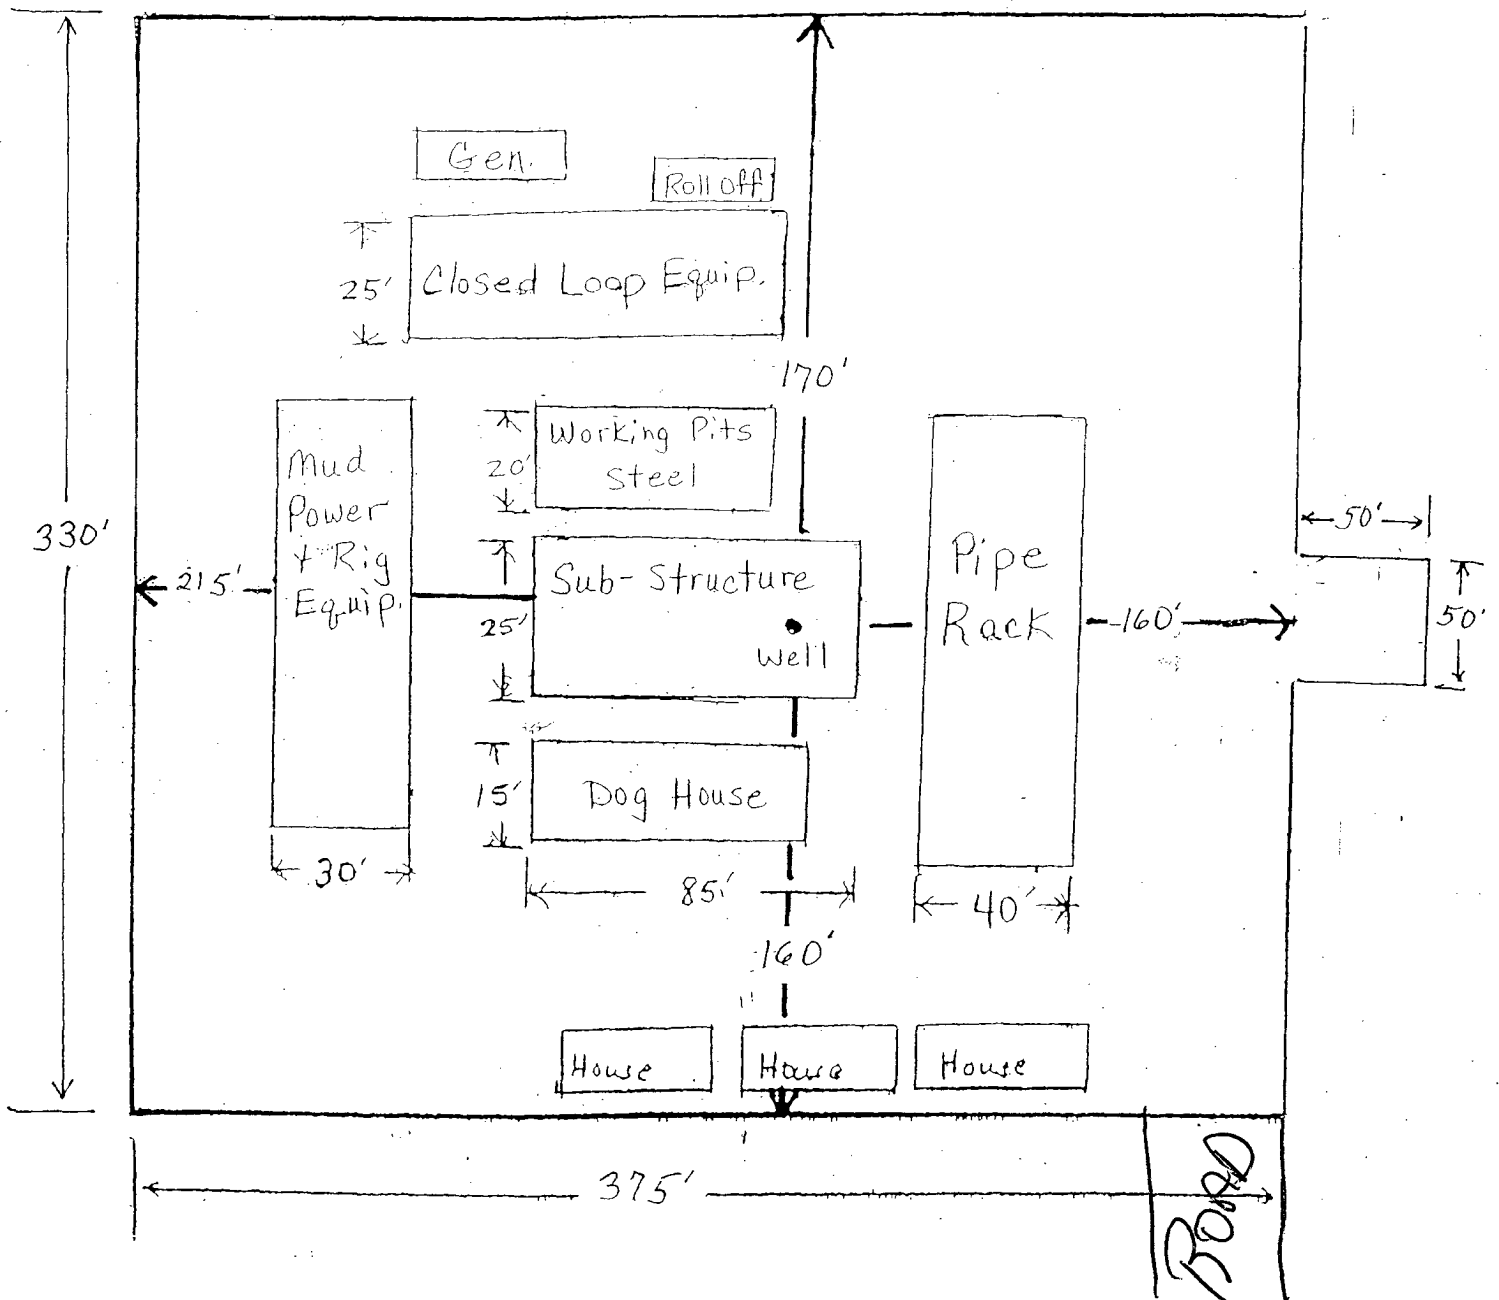 Gen.
Roll Off
25'
Closed Loop Equip.
170'
Mud
Power
+ Rig
Equip.
20'
Working Pits
Steel
330'
215'
25'
Sub-Structure
Well
Pipe
Rack
160'
50'
50'
15'
Dog House
30'
85'
40'
160'
House
House
House
375'
ROAD